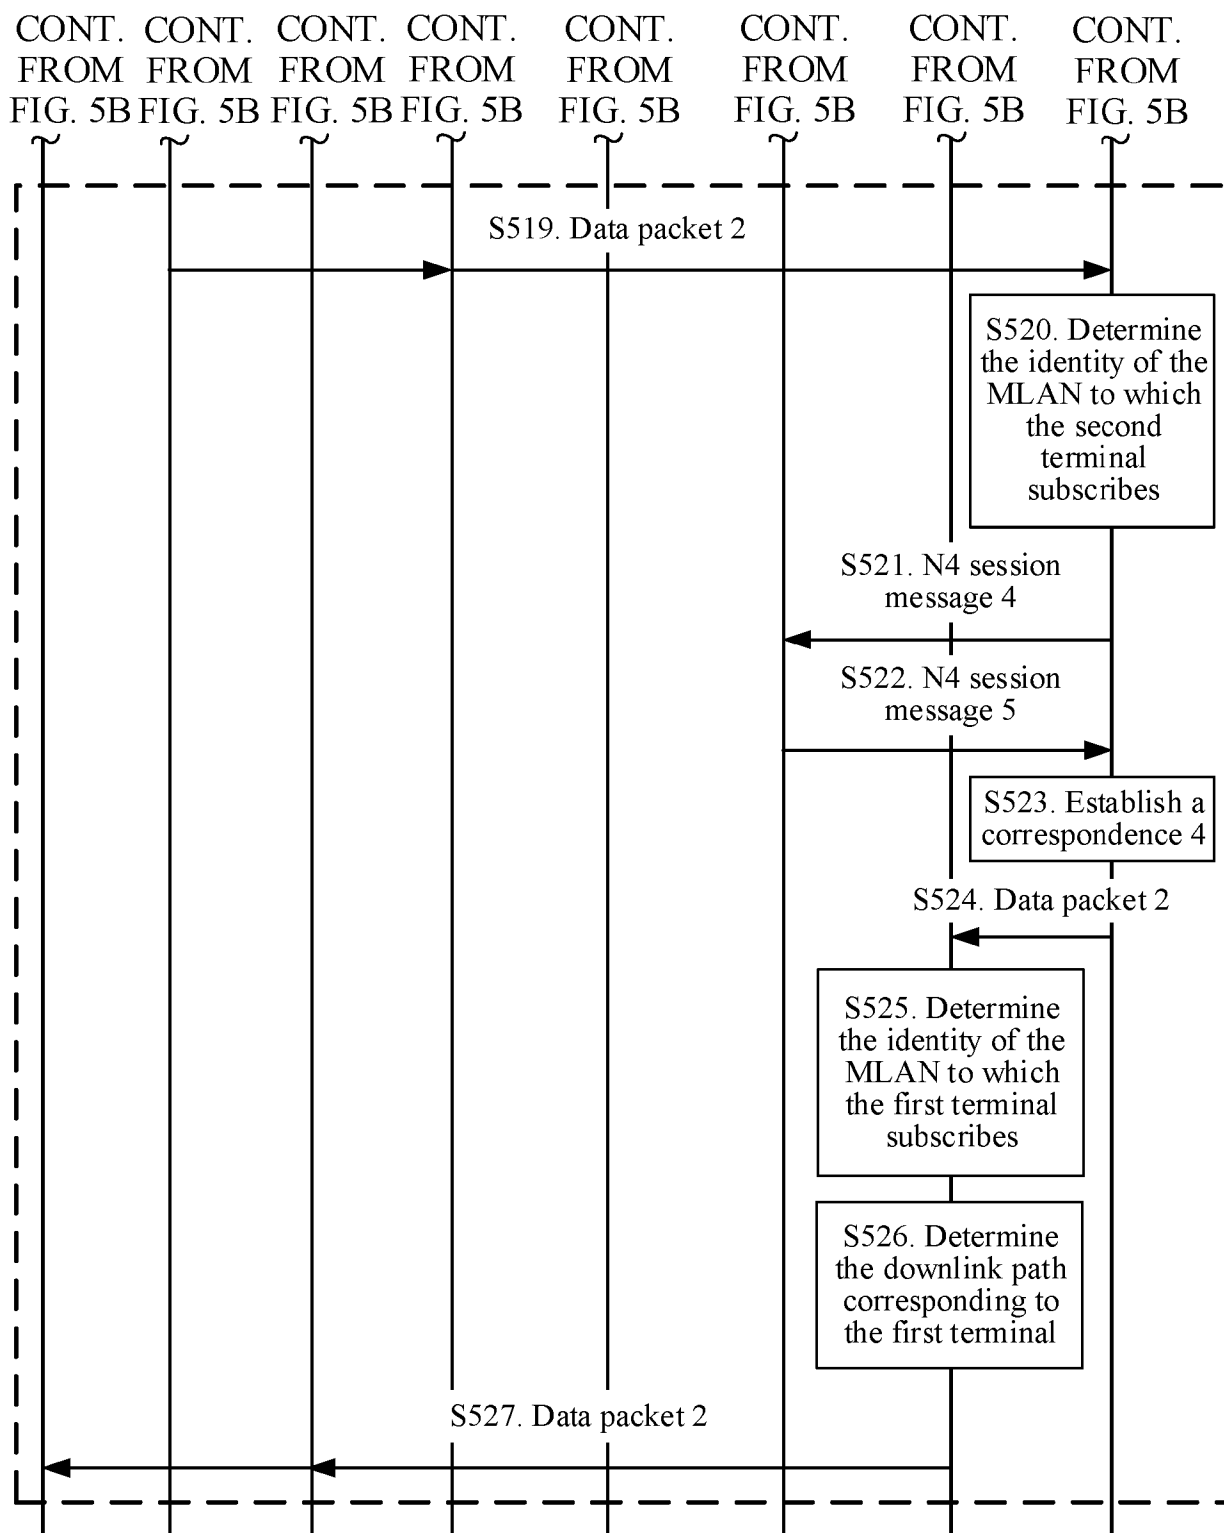 CONT. CONT. CONT. CONT. CONT. CONT. CONT. CONT.
FROM FROM FROM FROM FROM FROM FROM FROM
FIG. 5B FIG. 5B FIG. 5B FIG. 5B FIG. 5B FIG. 5B FIG. 5B FIG. 5B
S519. Data packet 2
S520. Determine
the identity of the
MLAN to which
the second
terminal
subscribes
S521. N4 session
message 4
S522. N4 session
message 5
S523. Establish a
correspondence 4
S524. Data packet 2
S525. Determine
the identity of the
MLAN to which
the first terminal
subscribes
S526. Determine
the downlink path
corresponding to
the first terminal
S527. Data packet 2